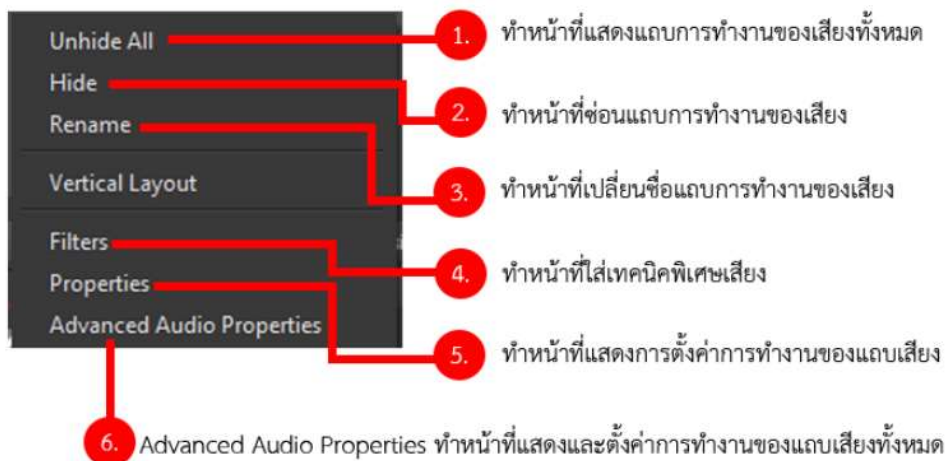 Unhide All
1. ทำหน้าที่แสดงแถบการทำงานของเสียงทั้งหมด
Hide
2. ทำหน้าที่ซ่อนแถบการทำงานของเสียง
Rename
Vertical Layout
3. ทำหน้าที่เปลี่ยนชื่อแถบการทำงานของเสียง
Filters
4. ทำหน้าที่ใส่เทคนิคพิเศษเสียง
Properties
Advanced Audio Properties
5. ทำหน้าที่แสดงการตั้งค่าการทำงานของแถบเสียง
6. Advanced Audio Properties ทำหน้าที่แสดงและตั้งค่าการทำงานของแถบเสียงทั้งหมด